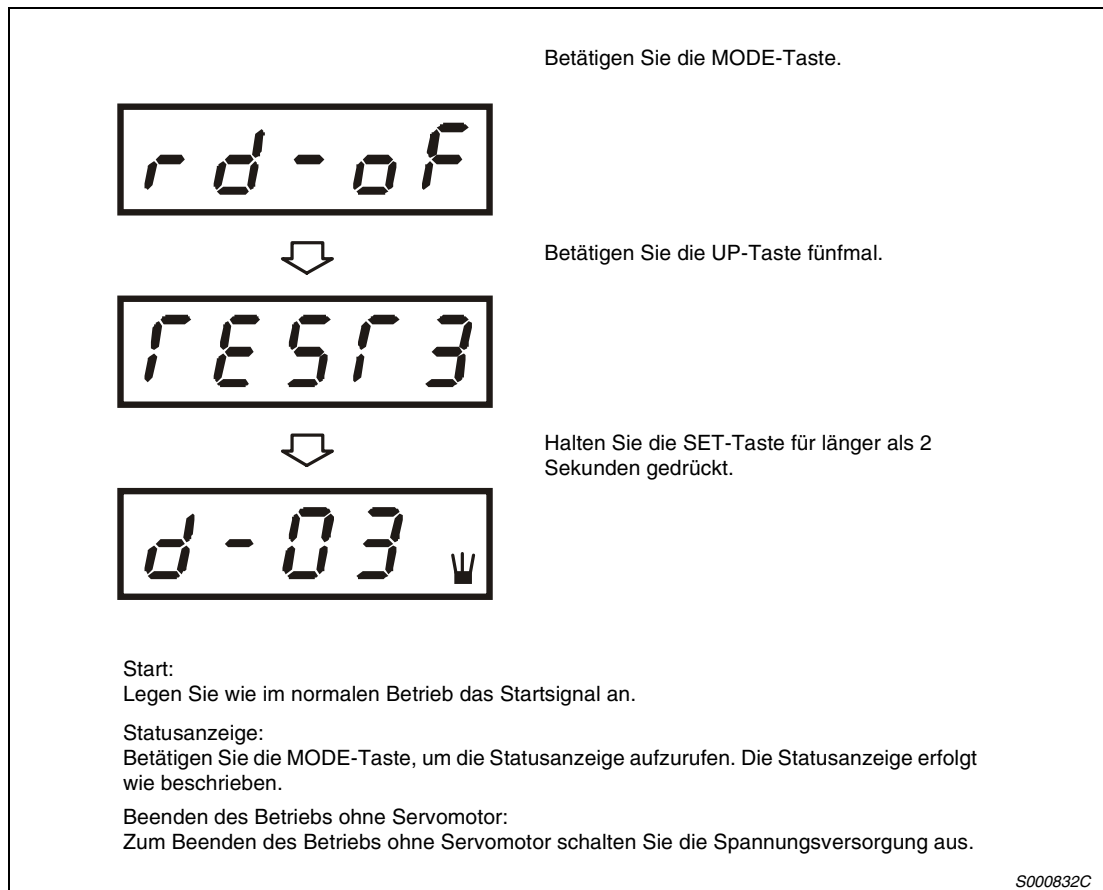 Betätigen Sie die MODE-Taste.
rd-oF
Betätigen Sie die UP-Taste fünfmal.
TEST3
Halten Sie die SET-Taste für länger als 2
Sekunden gedrückt.
d-03
Start:
Legen Sie wie im normalen Betrieb das Startsignal an.
Statusanzeige:
Betätigen Sie die MODE-Taste, um die Statusanzeige aufzurufen. Die Statusanzeige erfolgt
wie beschrieben.
Beenden des Betriebs ohne Servomotor:
Zum Beenden des Betriebs ohne Servomotor schalten Sie die Spannungsversorgung aus.
S000832C